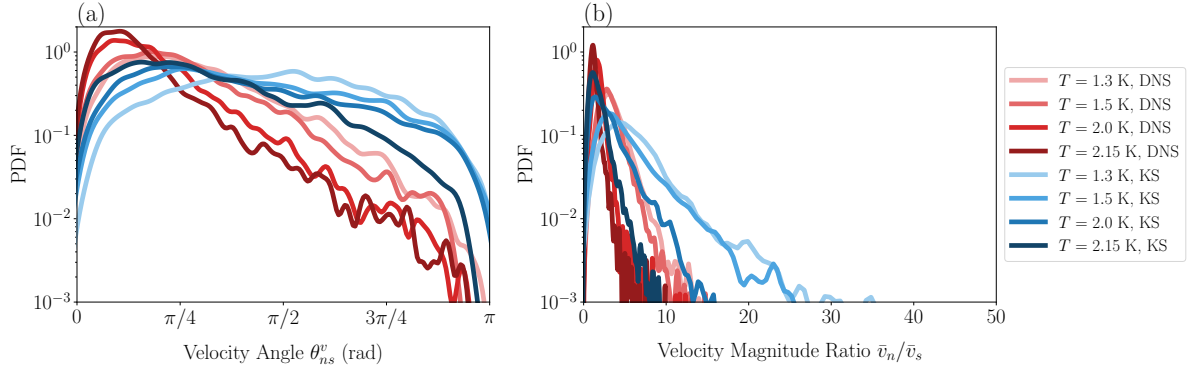 (a)
PDF
10^0
10^{-1}
10^{-2}
10^{-3}
0
π/4
π/2
3π/4
π
Velocity Angle θ^v_{ns} (rad)
(b)
PDF
10^0
10^{-1}
10^{-2}
10^{-3}
0
10
20
30
40
50
Velocity Magnitude Ratio v̄_n/v̄_s
T = 1.3 K, DNS
T = 1.5 K, DNS
T = 2.0 K, DNS
T = 2.15 K, DNS
T = 1.3 K, KS
T = 1.5 K, KS
T = 2.0 K, KS
T = 2.15 K, KS